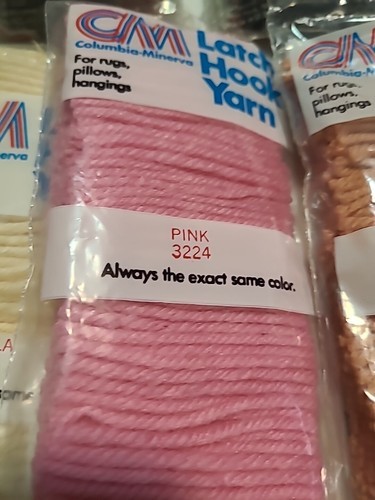 CM
Columbia-Minerva
Latch
Hook
Yarn
For rugs,
pillows,
hangings
PINK
3224
Always the exact same color.
CM
Columbia-Minerva
For rugs,
pillows,
hangings